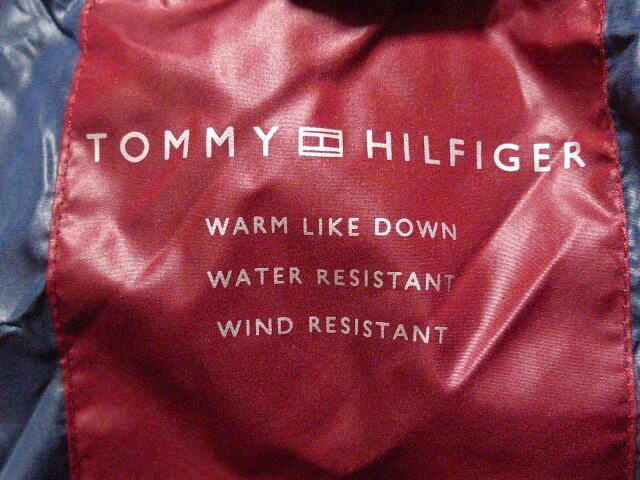 TOMMY HILFIGER
WARM LIKE DOWN
WATER RESISTANT
WIND RESISTANT